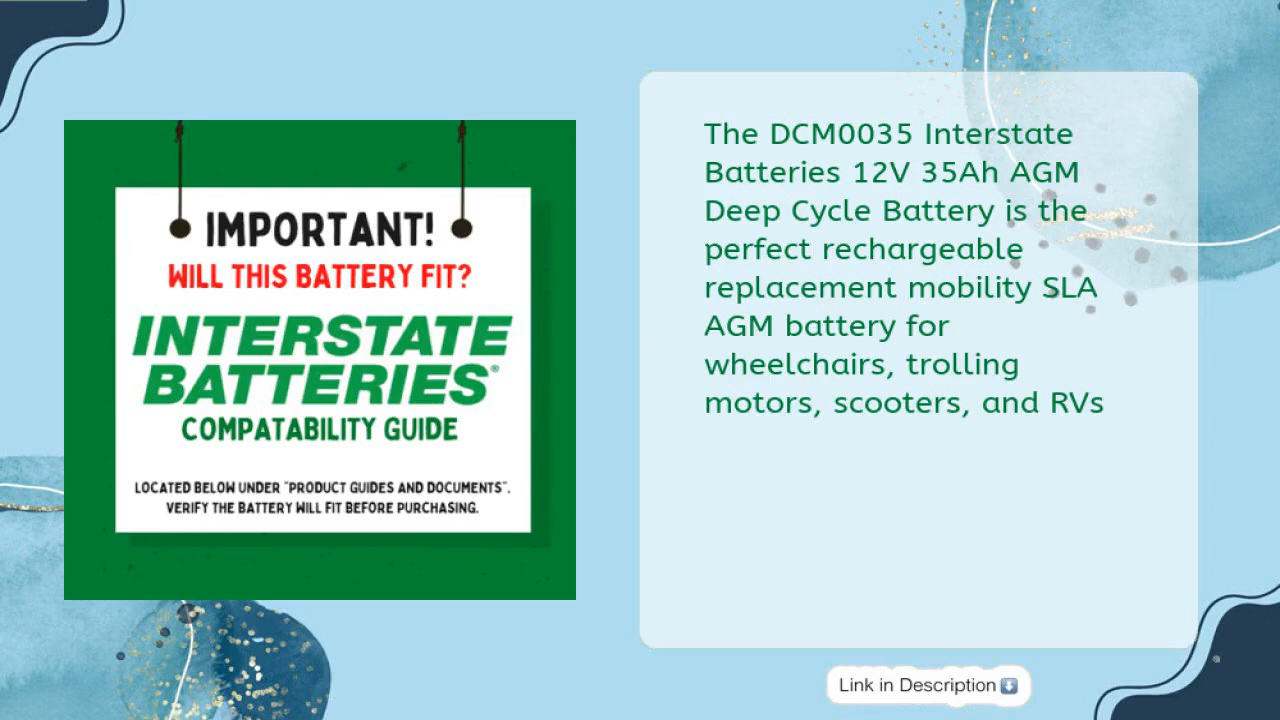 IMPORTANT!
WILL THIS BATTERY FIT?
INTERSTATE
BATTERIES®
COMPATABILITY GUIDE
LOCATED BELOW UNDER "PRODUCT GUIDES AND DOCUMENTS".
VERIFY THE BATTERY WILL FIT BEFORE PURCHASING.
The DCM0035 Interstate
Batteries 12V 35Ah AGM
Deep Cycle Battery is the
perfect rechargeable
replacement mobility SLA
AGM battery for
wheelchairs, trolling
motors, scooters, and RVs
Link in Description⬇️